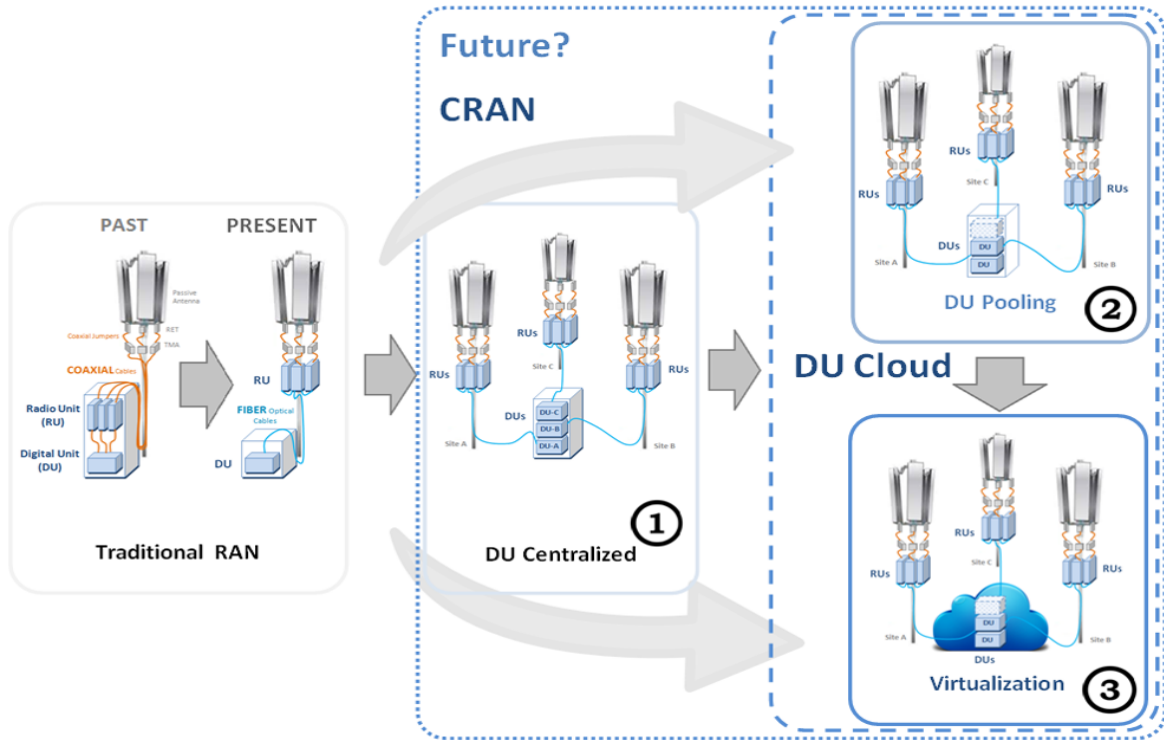 Future?
CRAN
PAST
PRESENT
Passive
Antenna
RET
TMA
Coaxial Jumpers
COAXIAL Cables
Radio Unit
(RU)
Digital Unit
(DU)
RU
FIBER Optical
Cables
DU
Traditional RAN
RUs
RUs
RUs
Site C
DUs
DU-C
DU-B
DU-A
Site A
Site B
1
DU Centralized
RUs
RUs
RUs
Site C
DUs
DU
DU
Site A
Site B
DU Pooling
2
DU Cloud
RUs
RUs
RUs
Site C
DU
DU
Site A
Site B
DUs
Virtualization
3